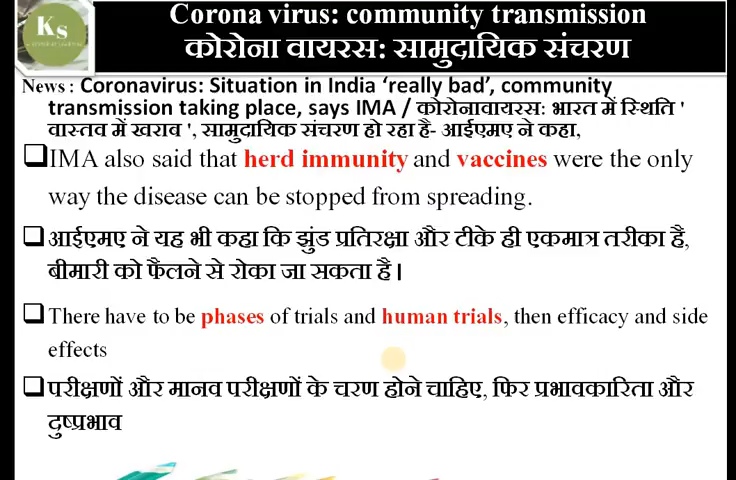 Ks
Corona virus: community transmission
कोरोना वायरस: सामुदायिक संचरण
News : Coronavirus: Situation in India ‘really bad’, community
transmission taking place, says IMA / कोरोनावायरस: भारत में स्थिति '
वास्तव में खराब ', सामुदायिक संचरण हो रहा है- आईएमए ने कहा,
IMA also said that herd immunity and vaccines were the only
way the disease can be stopped from spreading.
आईएमए ने यह भी कहा कि झुंड प्रतिरक्षा और टीके ही एकमात्र तरीका है,
बीमारी को फैलने से रोका जा सकता है।
There have to be phases of trials and human trials, then efficacy and side
effects
परीक्षणों और मानव परीक्षणों के चरण होने चाहिए, फिर प्रभावकारिता और
दुष्प्रभाव